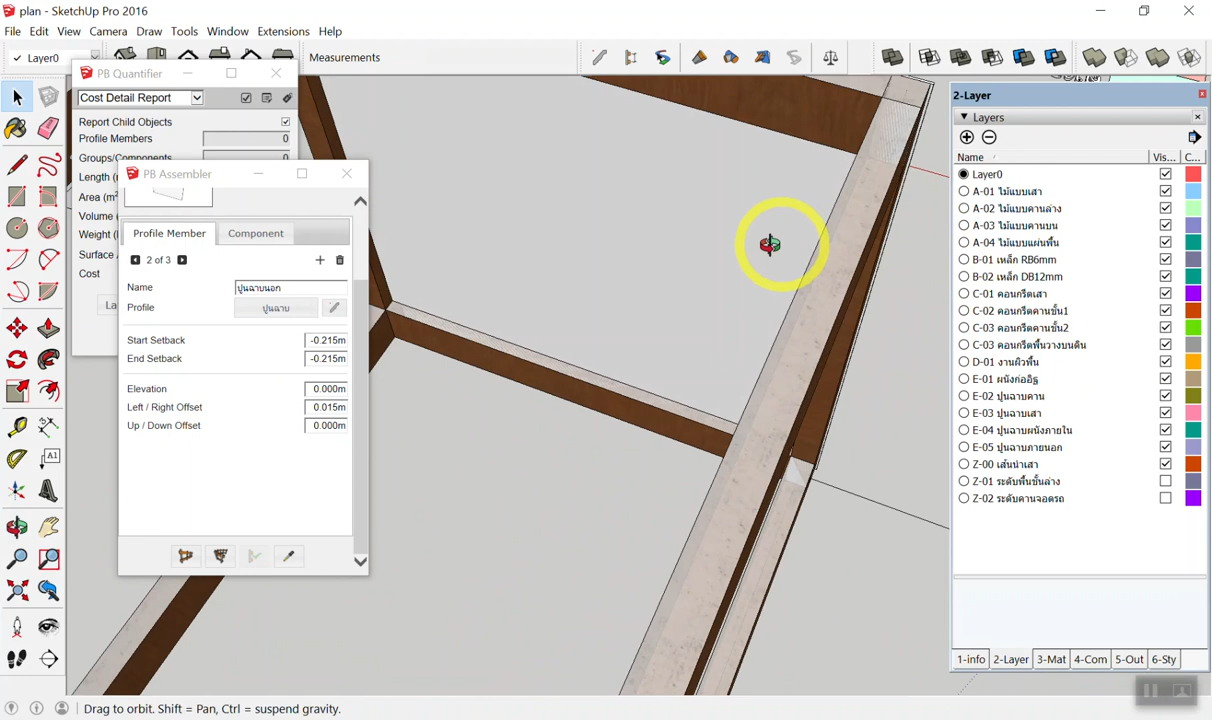 plan - SketchUp Pro 2016
File Edit View Camera Draw Tools Window Extensions Help
Layer0
Measurements
PB Quantifier
Cost Detail Report
Report Child Objects
Profile Members 0
Groups/Components 0
Length (
Area (m²
Volume
Weight (
Surface
Cost
La
PB Assembler
Profile Member Component
2 of 3
Name ปูนฉาบนอก
Profile ปูนฉาบ
Start Setback -0.215m
End Setback -0.215m
Elevation 0.000m
Left / Right Offset 0.015m
Up / Down Offset 0.000m
2-Layer
Layers
Name Vis... C...
Layer0
A-01 ไม้แบบเสา
A-02 ไม้แบบคานล่าง
A-03 ไม้แบบคานบน
A-04 ไม้แบบแผ่นพื้น
B-01 เหล็ก RB6mm
B-02 เหล็ก DB12mm
C-01 คอนกรีตเสา
C-02 คอนกรีตคานชั้น1
C-03 คอนกรีตคานชั้น2
C-03 คอนกรีตพื้นวางบนดิน
D-01 งานผิวพื้น
E-01 ผนังก่ออิฐ
E-02 ปูนฉาบคาน
E-03 ปูนฉาบเสา
E-04 ปูนฉาบผนังภายใน
E-05 ปูนฉาบภายนอก
Z-00 เส้นนำเสา
Z-01 ระดับพื้นชั้นล่าง
Z-02 ระดับคานจอดรถ
1-info 2-Layer 3-Mat 4-Com 5-Out 6-Sty
A1
Drag to orbit. Shift = Pan, Ctrl = suspend gravity.